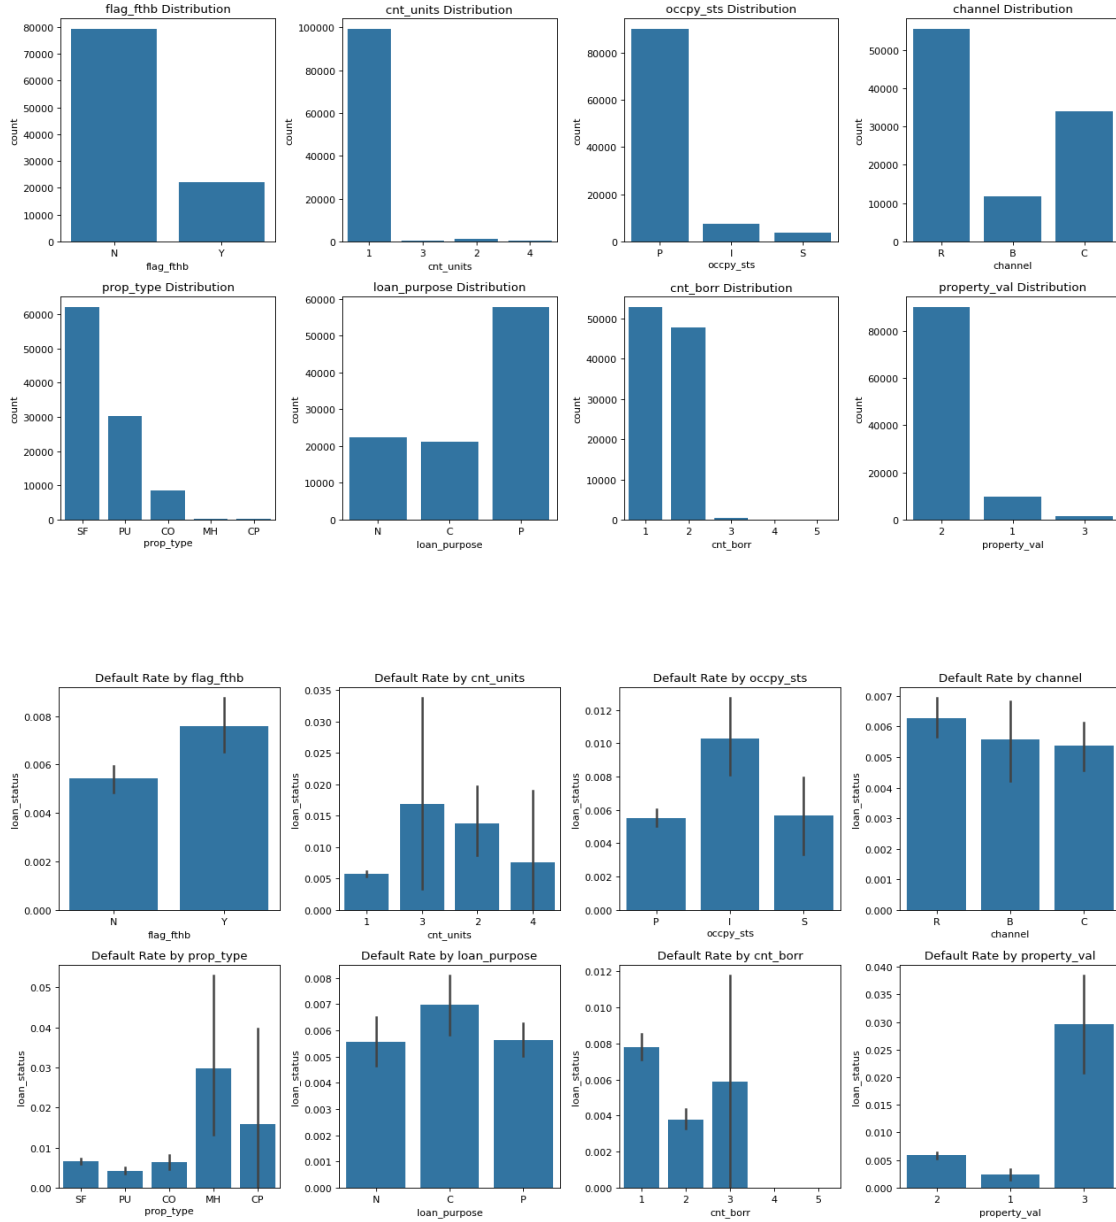 flag_fthb Distribution
80000
70000
60000
50000
40000
30000
20000
10000
0
count
N Y
flag_fthb
cnt_units Distribution
100000
80000
60000
40000
20000
0
count
1 3 2 4
cnt_units
occpy_sts Distribution
80000
60000
40000
20000
0
count
P I S
occpy_sts
channel Distribution
50000
40000
30000
20000
10000
0
count
R B C
channel
prop_type Distribution
60000
50000
40000
30000
20000
10000
0
count
SF PU CO MH CP
prop_type
loan_purpose Distribution
60000
50000
40000
30000
20000
10000
0
count
N C P
loan_purpose
cnt_borr Distribution
50000
40000
30000
20000
10000
0
count
1 2 3 4 5
cnt_borr
property_val Distribution
80000
60000
40000
20000
0
count
2 1 3
property_val
Default Rate by flag_fthb
0.008
0.006
0.004
0.002
0.000
loan_status
N Y
flag_fthb
Default Rate by cnt_units
0.035
0.030
0.025
0.020
0.015
0.010
0.005
0.000
loan_status
1 3 2 4
cnt_units
Default Rate by occpy_sts
0.012
0.010
0.008
0.006
0.004
0.002
0.000
loan_status
P I S
occpy_sts
Default Rate by channel
0.007
0.006
0.005
0.004
0.003
0.002
0.001
0.000
loan_status
R B C
channel
Default Rate by prop_type
0.05
0.04
0.03
0.02
0.01
0.00
loan_status
SF PU CO MH CP
prop_type
Default Rate by loan_purpose
0.008
0.007
0.006
0.005
0.004
0.003
0.002
0.001
0.000
loan_status
N C P
loan_purpose
Default Rate by cnt_borr
0.012
0.010
0.008
0.006
0.004
0.002
0.000
loan_status
1 2 3 4 5
cnt_borr
Default Rate by property_val
0.040
0.035
0.030
0.025
0.020
0.015
0.010
0.005
0.000
loan_status
2 1 3
property_val